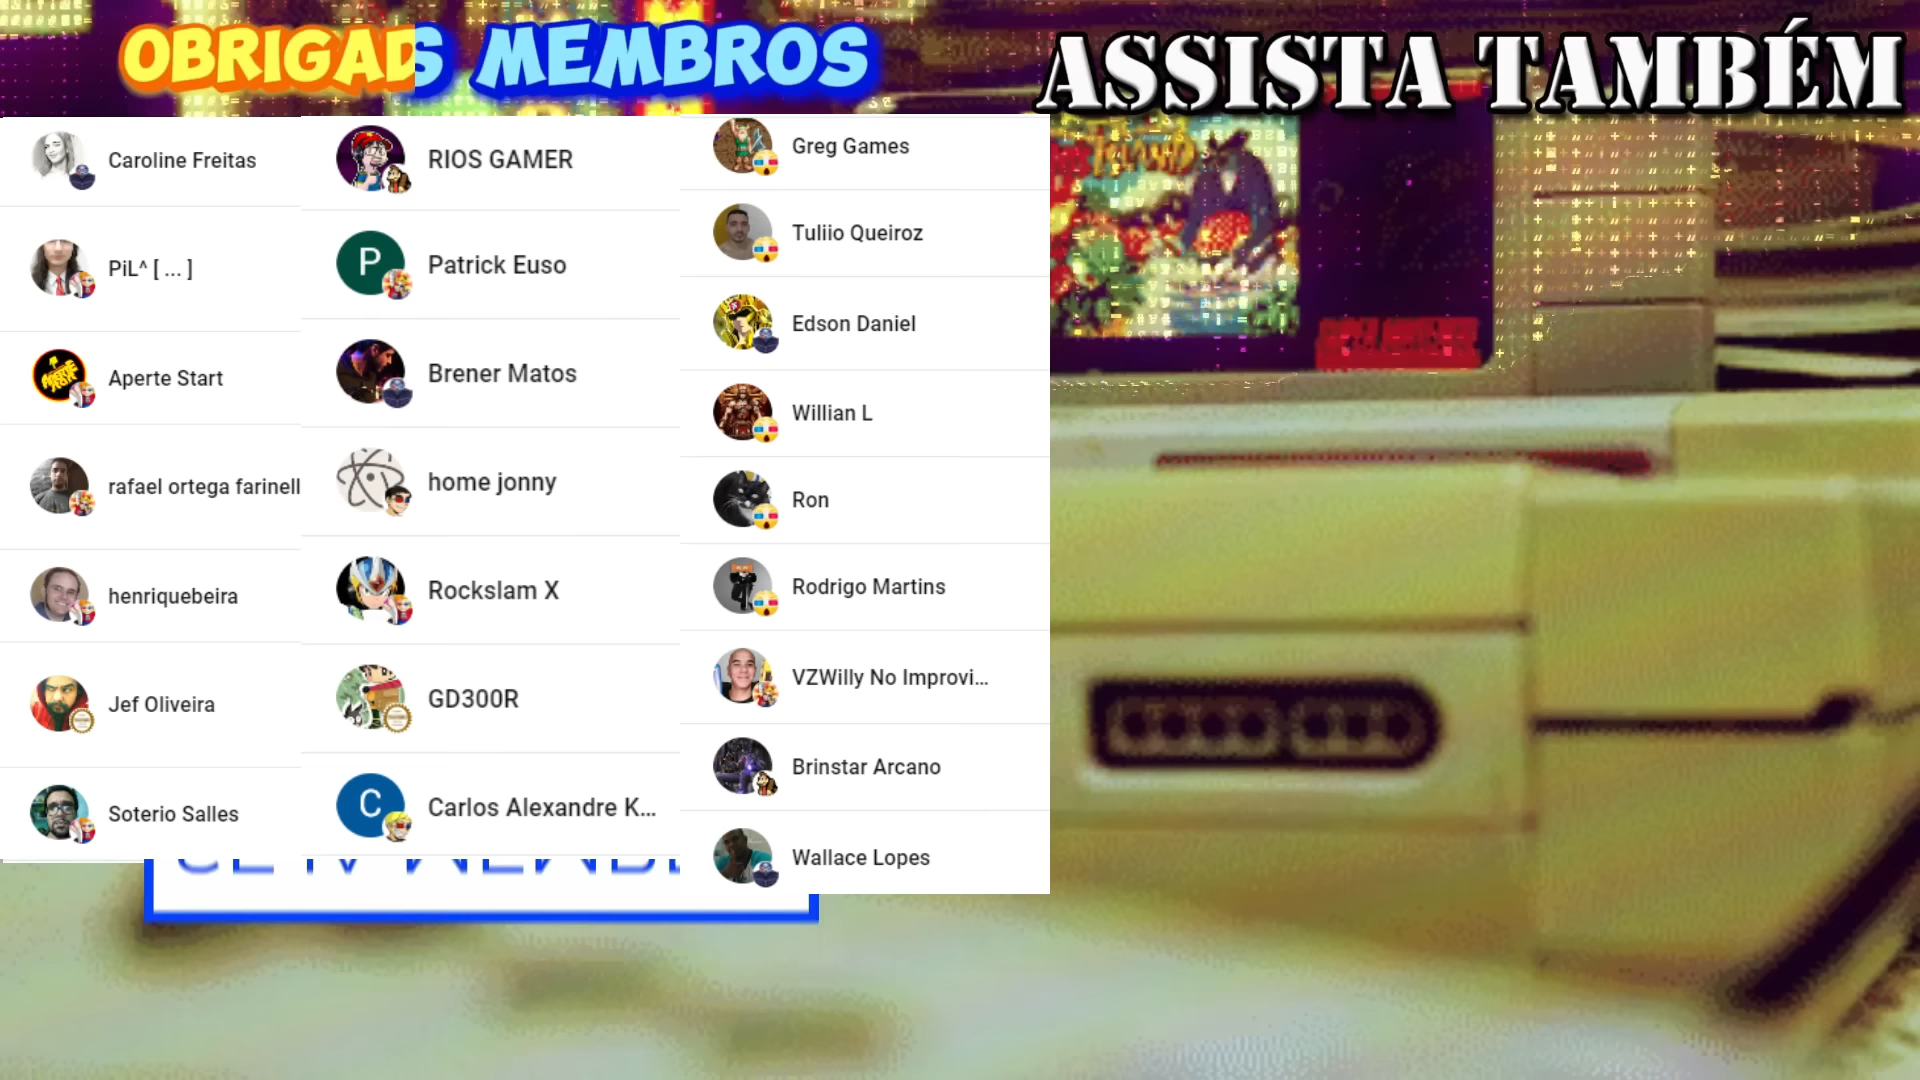 OBRIGADS MEMBROS
ASSISTA TAMBÉM
Caroline Freitas
PiL^ [ ... ]
Aperte Start
rafael ortega farinell
henriquebeira
Jef Oliveira
Soterio Salles
RIOS GAMER
P
Patrick Euso
Brener Matos
home jonny
Rockslam X
GD300R
C
Carlos Alexandre K...
Greg Games
Tuliio Queiroz
Edson Daniel
Willian L
Ron
Rodrigo Martins
VZWilly No Improvi...
Brinstar Arcano
Wallace Lopes